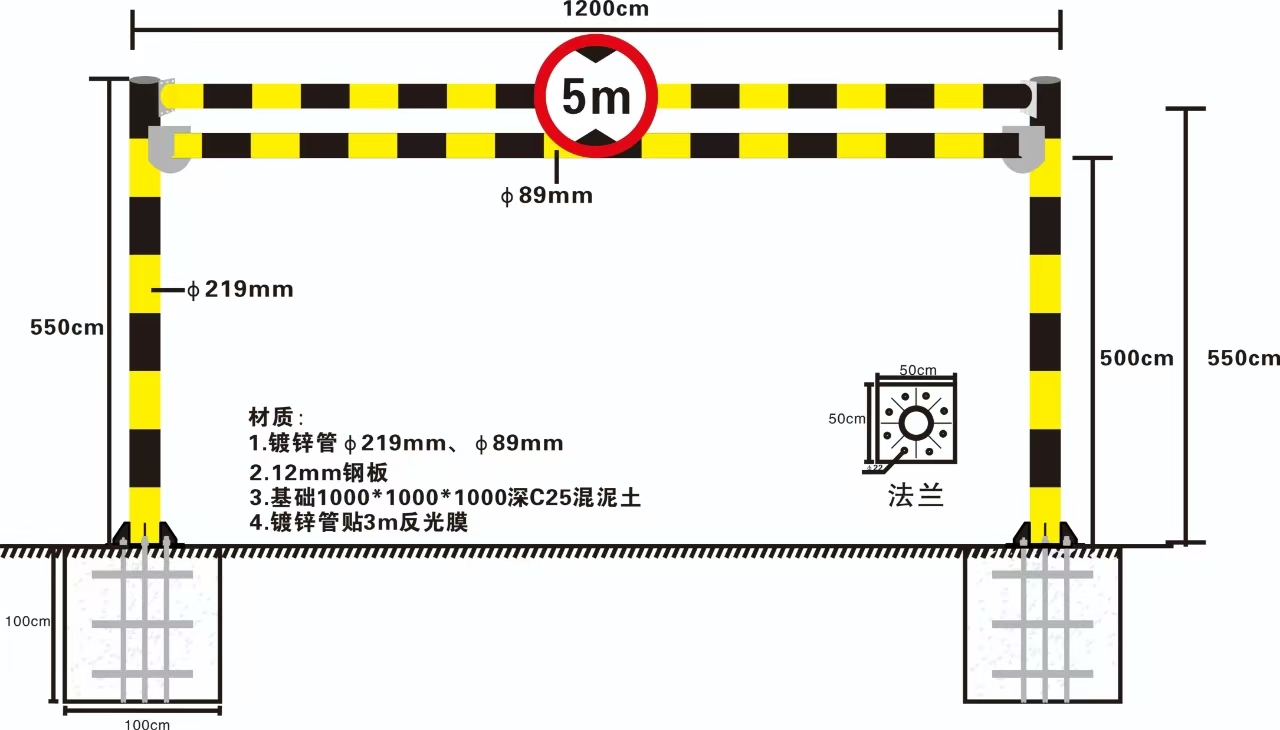 1200cm
5m
φ89mm
φ219mm
550cm
500cm
550cm
50cm
50cm
φ22
法兰
材质：
1.镀锌管φ219mm、φ89mm
2.12mm钢板
3.基础1000*1000*1000深C25混泥土
4.镀锌管贴3m反光膜
100cm
100cm